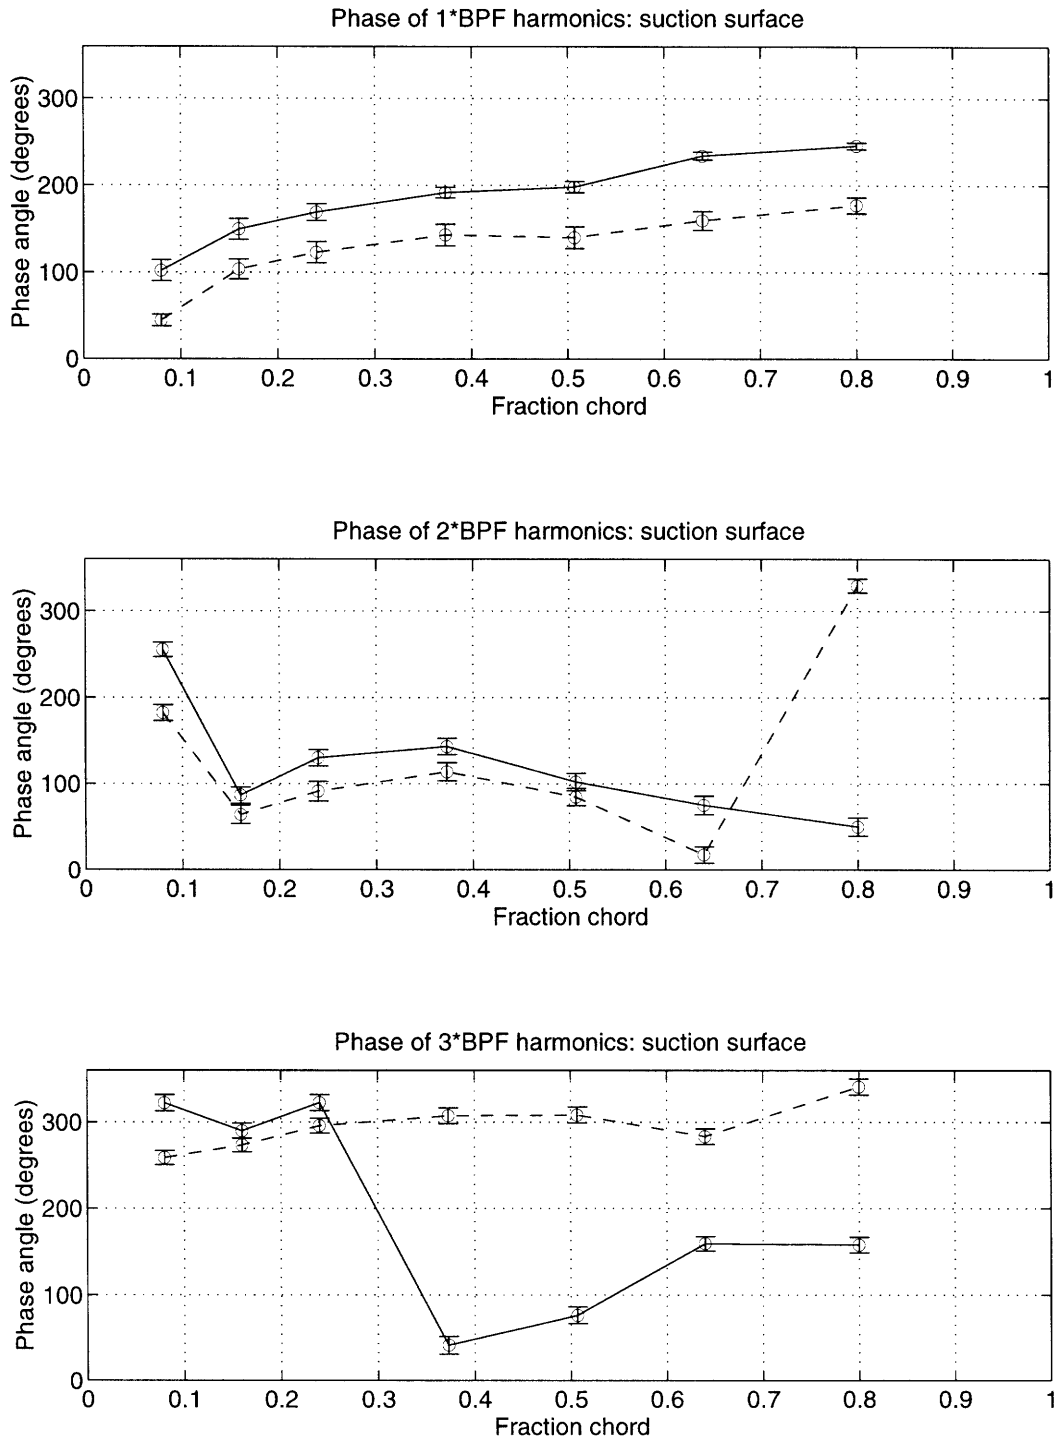 Phase of 1*BPF harmonics: suction surface
Phase angle (degrees)
300
200
100
0
0 0.1 0.2 0.3 0.4 0.5 0.6 0.7 0.8 0.9 1
Fraction chord
Phase of 2*BPF harmonics: suction surface
Phase angle (degrees)
300
200
100
0
0 0.1 0.2 0.3 0.4 0.5 0.6 0.7 0.8 0.9 1
Fraction chord
Phase of 3*BPF harmonics: suction surface
Phase angle (degrees)
300
200
100
0
0 0.1 0.2 0.3 0.4 0.5 0.6 0.7 0.8 0.9 1
Fraction chord